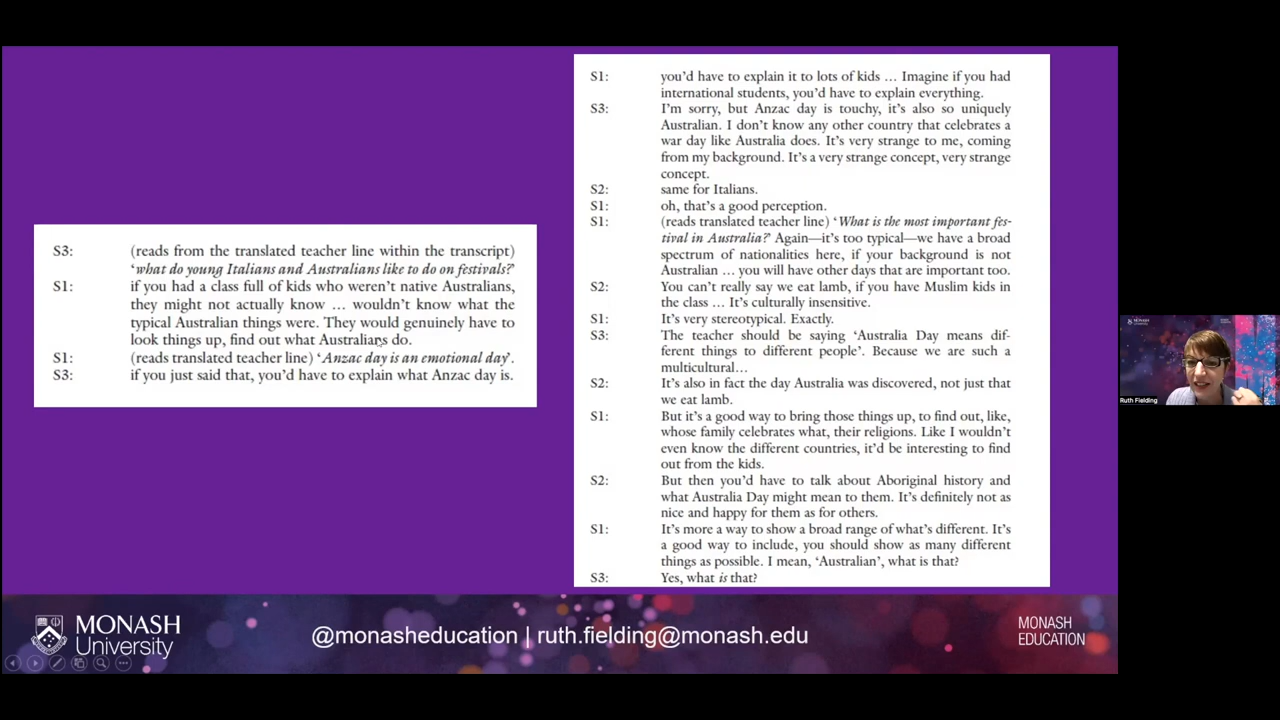 S3: (reads from the translated teacher line within the transcript)
‘what do young Italians and Australians like to do on festivals?’
S1: if you had a class full of kids who weren’t native Australians,
they might not actually know … wouldn’t know what the
typical Australian things were. They would genuinely have to
look things up, find out what Australians do.
S1: (reads translated teacher line) ‘Anzac day is an emotional day’.
S3: if you just said that, you’d have to explain what Anzac day is.
S1: you’d have to explain it to lots of kids … Imagine if you had
international students, you’d have to explain everything.
S3: I’m sorry, but Anzac day is touchy, it’s also so uniquely
Australian. I don’t know any other country that celebrates a
war day like Australia does. It’s very strange to me, coming
from my background. It’s a very strange concept, very strange
concept.
S2: same for Italians.
S1: oh, that’s a good perception.
S1: (reads translated teacher line) ‘What is the most important fes-
tival in Australia?’ Again—it’s too typical—we have a broad
spectrum of nationalities here, if your background is not
Australian … you will have other days that are important too.
S2: You can’t really say we eat lamb, if you have Muslim kids in
the class … It’s culturally insensitive.
S1: It’s very stereotypical. Exactly.
S3: The teacher should be saying ‘Australia Day means dif-
ferent things to different people’. Because we are such a
multicultural…
S2: It’s also in fact the day Australia was discovered, not just that
we eat lamb.
S1: But it’s a good way to bring those things up, to find out, like,
whose family celebrates what, their religions. Like I wouldn’t
even know the different countries, it’d be interesting to find
out from the kids.
S2: But then you’d have to talk about Aboriginal history and
what Australia Day might mean to them. It’s definitely not as
nice and happy for them as for others.
S1: It’s more a way to show a broad range of what’s different. It’s
a good way to include, you should show as many different
things as possible. I mean, ‘Australian’, what is that?
S3: Yes, what is that?
MONASH
University
@monasheducation | ruth.fielding@monash.edu
MONASH
EDUCATION
Ruth Fielding